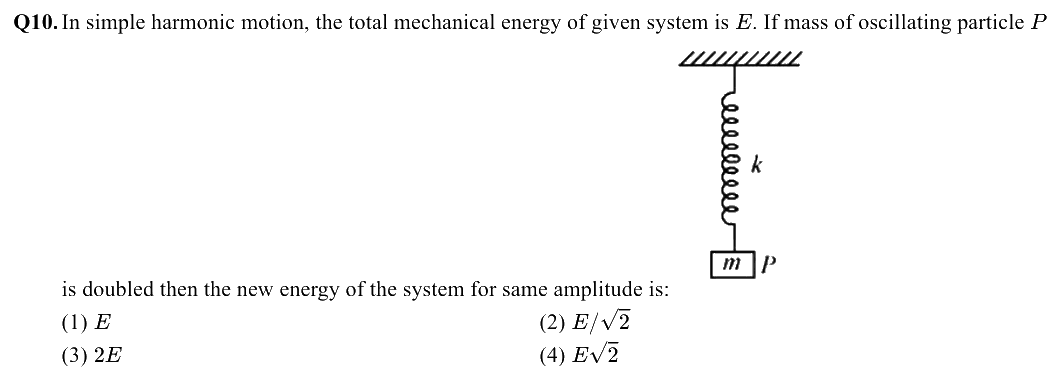 Q10. In simple harmonic motion, the total mechanical energy of given system is E. If mass of oscillating particle P
k
m P
is doubled then the new energy of the system for same amplitude is:
(1) E (2) E/√2
(3) 2E (4) E√2